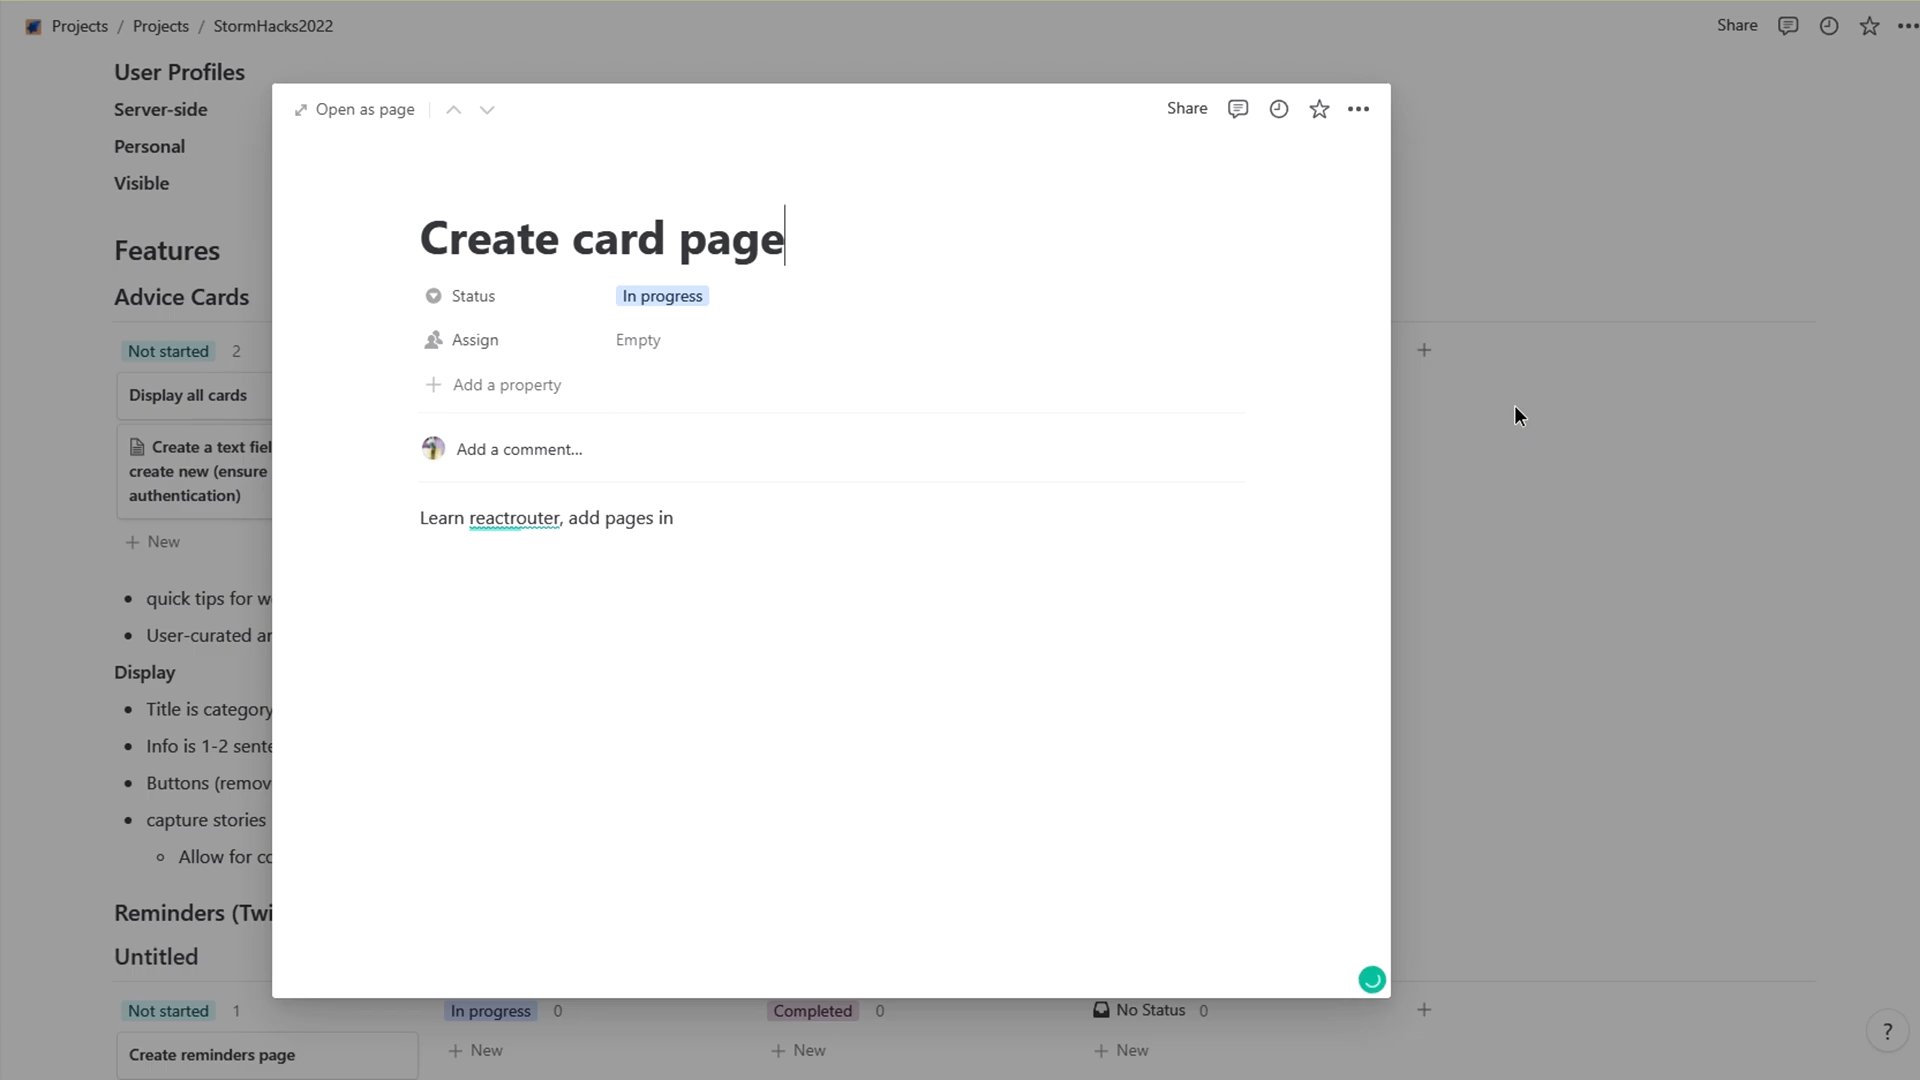 Projects / Projects / StormHacks2022
Share
User Profiles
Server-side
Personal
Visible
Features
Advice Cards
Not started 2
Display all cards
Create a text fiel
create new (ensure
authentication)
+ New
• quick tips for w
• User-curated ar
Display
• Title is category
• Info is 1-2 sente
• Buttons (remov
• capture stories
◦ Allow for co
Reminders (Twi
Untitled
Not started 1
In progress 0
Completed 0
No Status 0
Create reminders page
+ New
+ New
+ New
Open as page
Share
Create card page
Status In progress
Assign Empty
+ Add a property
Add a comment...
Learn reactrouter, add pages in
?